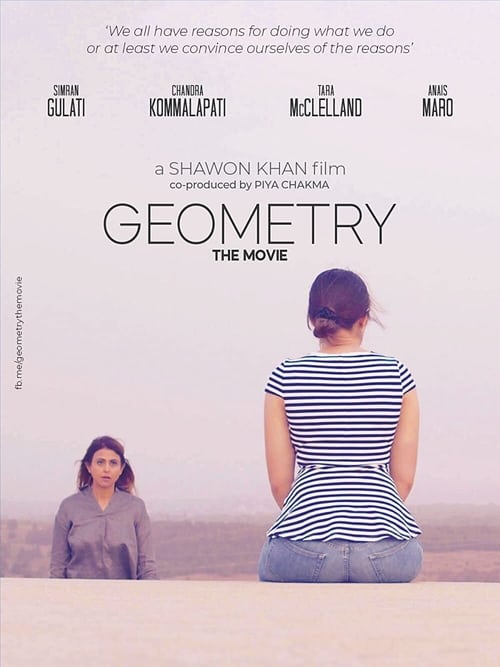 ‘We all have reasons for doing what we do
or at least we convince ourselves of the reasons’
SIMRAN
GULATI
CHANDRA
KOMMALAPATI
TARA
McCLELLAND
ANAIS
MARO
a SHAWON KHAN film
co-produced by PIYA CHAKMA
GEOMETRY
THE MOVIE
fb.me/geometrythemovie